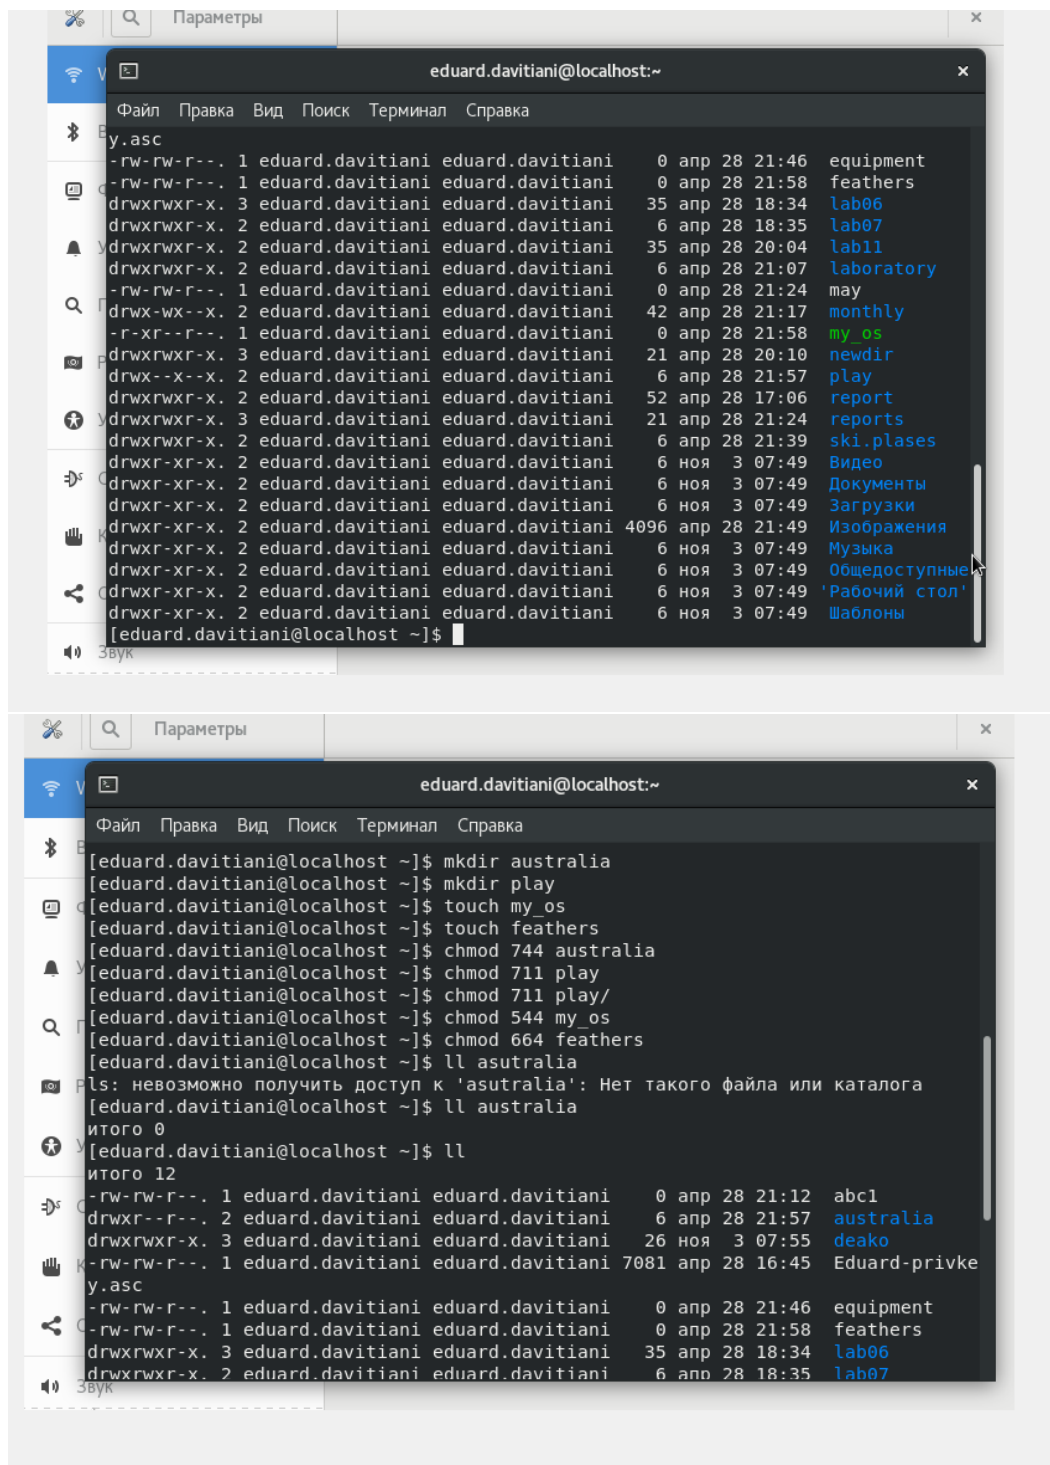 Параметры
eduard.davitiani@localhost:~
Файл Правка Вид Поиск Терминал Справка
y.asc
-rw-rw-r--. 1 eduard.davitiani eduard.davitiani 0 апр 28 21:46 equipment
-rw-rw-r--. 1 eduard.davitiani eduard.davitiani 0 апр 28 21:58 feathers
drwxrwxr-x. 3 eduard.davitiani eduard.davitiani 35 апр 28 18:34 lab06
drwxrwxr-x. 2 eduard.davitiani eduard.davitiani 6 апр 28 18:35 lab07
drwxrwxr-x. 2 eduard.davitiani eduard.davitiani 35 апр 28 20:04 lab11
drwxrwxr-x. 2 eduard.davitiani eduard.davitiani 6 апр 28 21:07 laboratory
-rw-rw-r--. 1 eduard.davitiani eduard.davitiani 0 апр 28 21:24 may
drwx-wx--x. 2 eduard.davitiani eduard.davitiani 42 апр 28 21:17 monthly
-r-xr--r--. 1 eduard.davitiani eduard.davitiani 0 апр 28 21:58 my_os
drwxrwxr-x. 3 eduard.davitiani eduard.davitiani 21 апр 28 20:10 newdir
drwx--x--x. 2 eduard.davitiani eduard.davitiani 6 апр 28 21:57 play
drwxrwxr-x. 2 eduard.davitiani eduard.davitiani 52 апр 28 17:06 report
drwxrwxr-x. 3 eduard.davitiani eduard.davitiani 21 апр 28 21:24 reports
drwxrwxr-x. 2 eduard.davitiani eduard.davitiani 6 апр 28 21:39 ski.plases
drwxr-xr-x. 2 eduard.davitiani eduard.davitiani 6 ноя 3 07:49 Видео
drwxr-xr-x. 2 eduard.davitiani eduard.davitiani 6 ноя 3 07:49 Документы
drwxr-xr-x. 2 eduard.davitiani eduard.davitiani 6 ноя 3 07:49 Загрузки
drwxr-xr-x. 2 eduard.davitiani eduard.davitiani 4096 апр 28 21:49 Изображения
drwxr-xr-x. 2 eduard.davitiani eduard.davitiani 6 ноя 3 07:49 Музыка
drwxr-xr-x. 2 eduard.davitiani eduard.davitiani 6 ноя 3 07:49 Общедоступные
drwxr-xr-x. 2 eduard.davitiani eduard.davitiani 6 ноя 3 07:49 'Рабочий стол'
drwxr-xr-x. 2 eduard.davitiani eduard.davitiani 6 ноя 3 07:49 Шаблоны
[eduard.davitiani@localhost ~]$
Звук
Параметры
eduard.davitiani@localhost:~
Файл Правка Вид Поиск Терминал Справка
[eduard.davitiani@localhost ~]$ mkdir australia
[eduard.davitiani@localhost ~]$ mkdir play
[eduard.davitiani@localhost ~]$ touch my_os
[eduard.davitiani@localhost ~]$ touch feathers
[eduard.davitiani@localhost ~]$ chmod 744 australia
[eduard.davitiani@localhost ~]$ chmod 711 play
[eduard.davitiani@localhost ~]$ chmod 711 play/
[eduard.davitiani@localhost ~]$ chmod 544 my_os
[eduard.davitiani@localhost ~]$ chmod 664 feathers
[eduard.davitiani@localhost ~]$ ll asutralia
ls: невозможно получить доступ к 'asutralia': Нет такого файла или каталога
[eduard.davitiani@localhost ~]$ ll australia
итого 0
[eduard.davitiani@localhost ~]$ ll
итого 12
-rw-rw-r--. 1 eduard.davitiani eduard.davitiani 0 апр 28 21:12 abc1
drwxr--r--. 2 eduard.davitiani eduard.davitiani 6 апр 28 21:57 australia
drwxrwxr-x. 3 eduard.davitiani eduard.davitiani 26 ноя 3 07:55 deako
-rw-rw-r--. 1 eduard.davitiani eduard.davitiani 7081 апр 28 16:45 Eduard-privke
y.asc
-rw-rw-r--. 1 eduard.davitiani eduard.davitiani 0 апр 28 21:46 equipment
-rw-rw-r--. 1 eduard.davitiani eduard.davitiani 0 апр 28 21:58 feathers
drwxrwxr-x. 3 eduard.davitiani eduard.davitiani 35 апр 28 18:34 lab06
drwxrwxr-x. 2 eduard.davitiani eduard.davitiani 6 апр 28 18:35 lab07
Звук